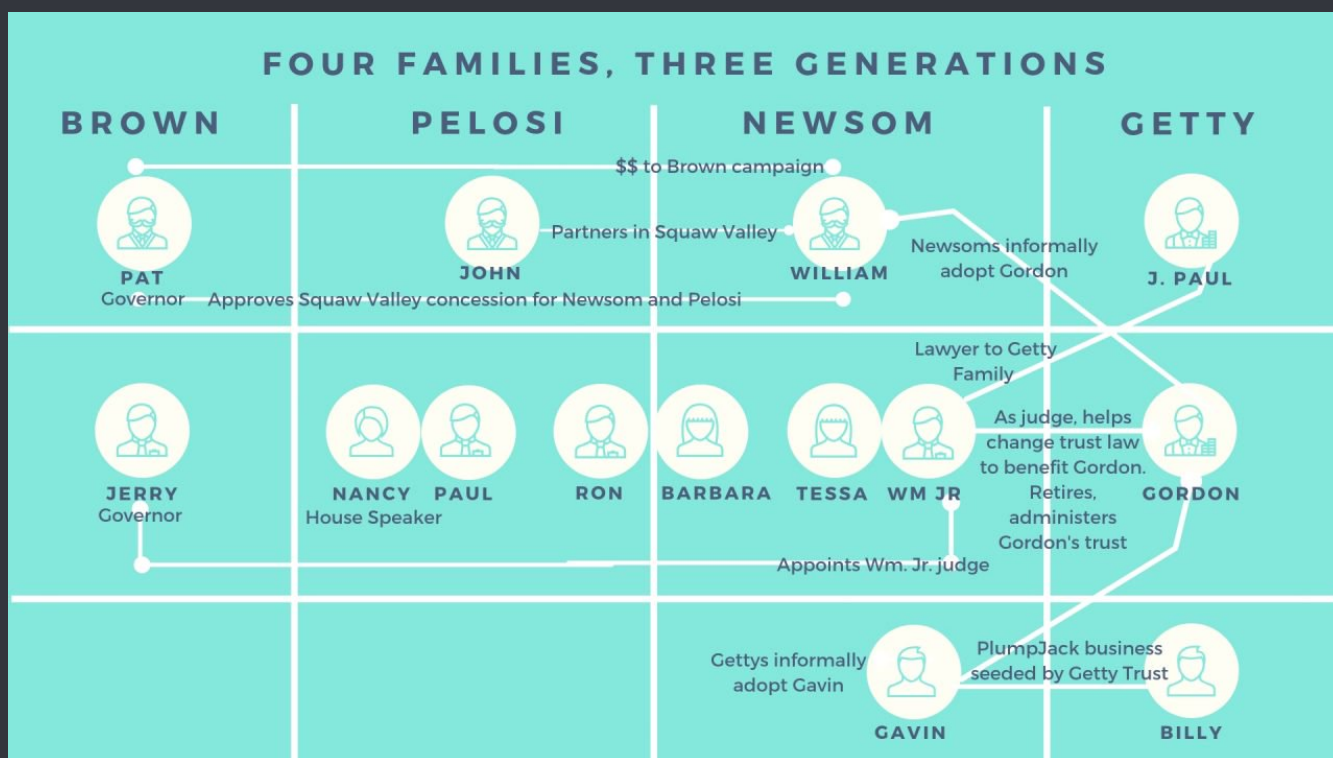 FOUR FAMILIES, THREE GENERATIONS
BROWN
PELOSI
NEWSOM
GETTY
$$ to Brown campaign
Partners in Squaw Valley
Newsoms informally
adopt Gordon
PAT
Governor
JOHN
WILLIAM
J. PAUL
Approves Squaw Valley concession for Newsom and Pelosi
Lawyer to Getty
Family
As judge, helps
change trust law
to benefit Gordon.
Retires,
administers
Gordon's trust
JERRY
Governor
NANCY
House Speaker
PAUL
RON
BARBARA
TESSA
WM JR
GORDON
Appoints Wm. Jr. judge
Gettys informally
adopt Gavin
PlumpJack business
seeded by Getty Trust
GAVIN
BILLY